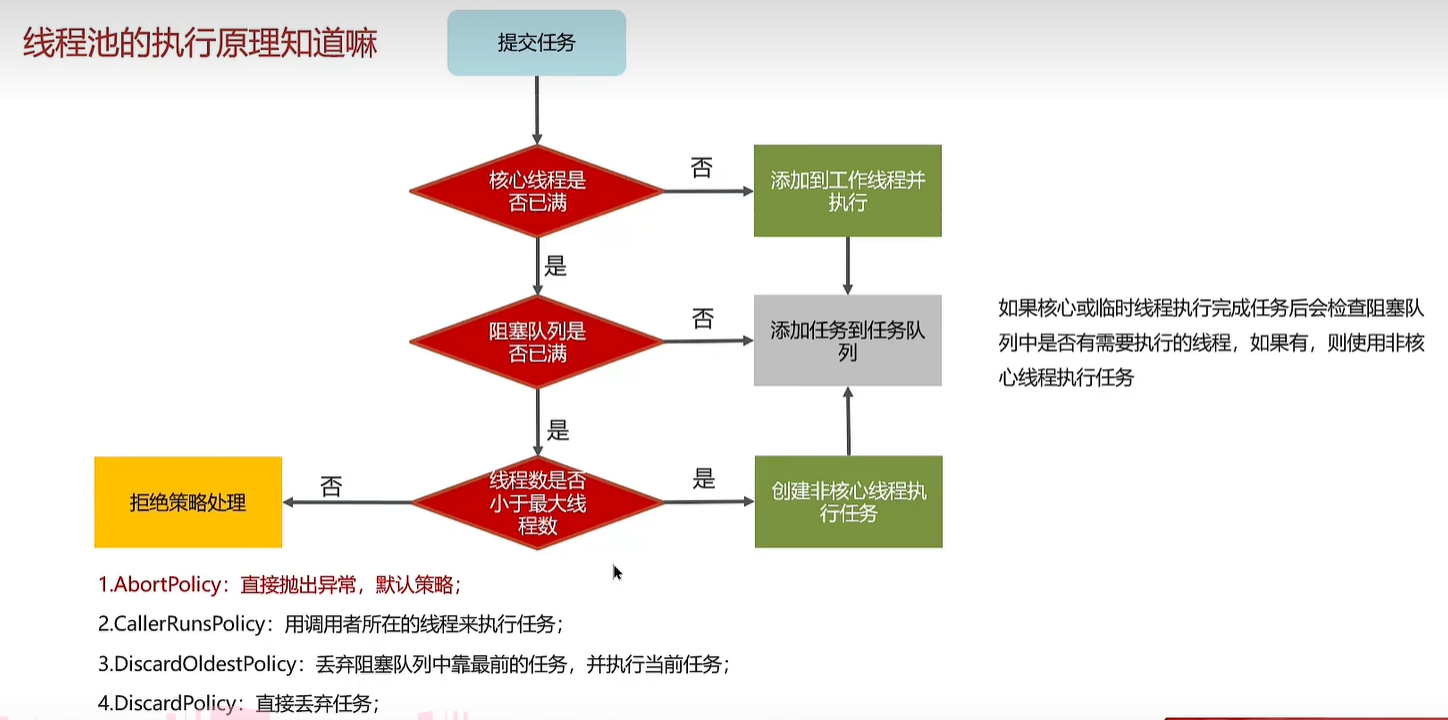 线程池的执行原理知道嘛
提交任务
核心线程是
否已满
否
添加到工作线程并
执行
是
阻塞队列是
否已满
否
添加任务到任务队
列
如果核心或临时线程执行完成任务后会检查阻塞队
列中是否有需要执行的线程，如果有，则使用非核
心线程执行任务
是
线程数是否
小于最大线
程数
否
拒绝策略处理
是
创建非核心线程执
行任务
1.AbortPolicy：直接抛出异常，默认策略；
2.CallerRunsPolicy：用调用者所在的线程来执行任务；
3.DiscardOldestPolicy：丢弃阻塞队列中靠最前的任务，并执行当前任务；
4.DiscardPolicy：直接丢弃任务；